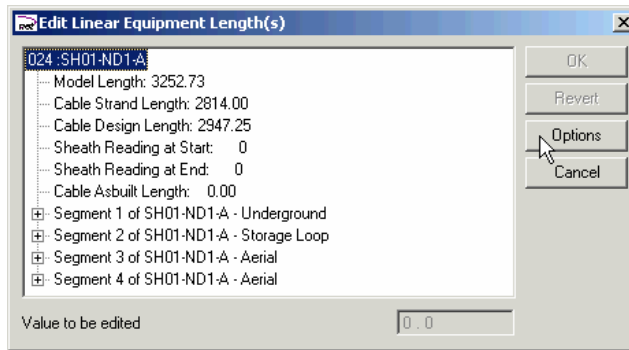 Edit Linear Equipment Length(s)
024 :SH01-ND1-A
Model Length: 3252.73
Cable Strand Length: 2814.00
Cable Design Length: 2947.25
Sheath Reading at Start: 0
Sheath Reading at End: 0
Cable Asbuilt Length: 0.00
Segment 1 of SH01-ND1-A - Underground
Segment 2 of SH01-ND1-A - Storage Loop
Segment 3 of SH01-ND1-A - Aerial
Segment 4 of SH01-ND1-A - Aerial
OK
Revert
Options
Cancel
Value to be edited
0.0